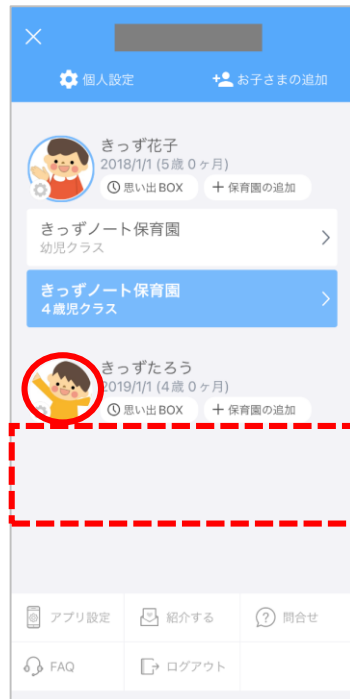 個人設定
お子さまの追加
きっず花子
2018/1/1 (5歳 0ヶ月)
思い出BOX
保育園の追加
きっずノート保育園
幼児クラス
きっずノート保育園
4歳児クラス
きっずたろう
2019/1/1 (4歳 0ヶ月)
思い出BOX
保育園の追加
アプリ設定
紹介する
問合せ
FAQ
ログアウト